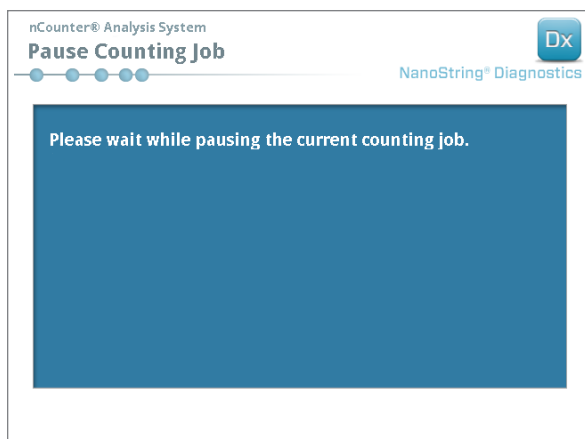 nCounter® Analysis System
Pause Counting Job
Dx
NanoString® Diagnostics
Please wait while pausing the current counting job.